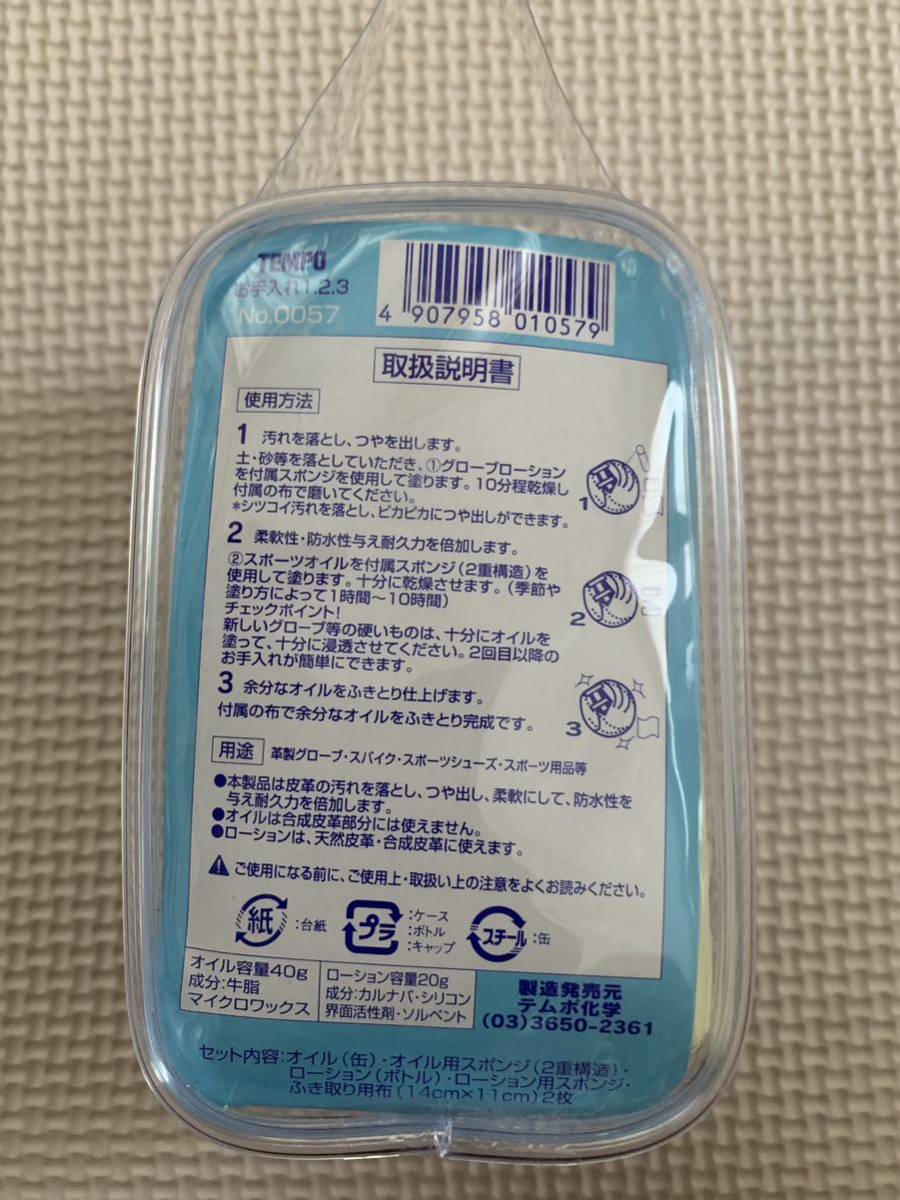 TEMPO
お手入れ1.2.3
No.0057
4 907958 010579
取扱説明書
使用方法
1 汚れを落とし、つやを出します。
土・砂等を落としていただき、①グローブローション
を付属スポンジを使用して塗ります。10分程乾燥し
付属の布で磨いてください。
*シツコイ汚れを落とし、ピカピカにつや出しができます。
1
2 柔軟性・防水性与え耐久力を倍加します。
②スポーツオイルを付属スポンジ(2重構造)を
使用して塗ります。十分に乾燥させます。(季節や
塗り方によって1時間〜10時間)
チェックポイント!
新しいグローブ等の硬いものは、十分にオイルを
塗って、十分に浸透させてください。2回目以降の
お手入れが簡単にできます。
2
3 余分なオイルをふきとり仕上げます。
付属の布で余分なオイルをふきとり完成です。
3
用途 革製グローブ・スパイク・スポーツシューズ・スポーツ用品等
●本製品は皮革の汚れを落とし、つや出し、柔軟にして、防水性を
与え耐久力を倍加します。
●オイルは合成皮革部分には使えません。
●ローションは、天然皮革・合成皮革に使えます。
ご使用になる前に、ご使用上・取扱い上の注意をよくお読みください。
紙 :台紙
プラ :ケース
:ボトル
:キャップ
スチール :缶
オイル容量40g
成分:牛脂
マイクロワックス
ローション容量20g
成分:カルナバ・シリコン
界面活性剤・ソルベント
製造発売元
テムポ化学
(03)3650-2361
セット内容:オイル(缶)・オイル用スポンジ(2重構造)・
ローション(ボトル)・ローション用スポンジ・
ふき取り用布(14cm×11cm)2枚